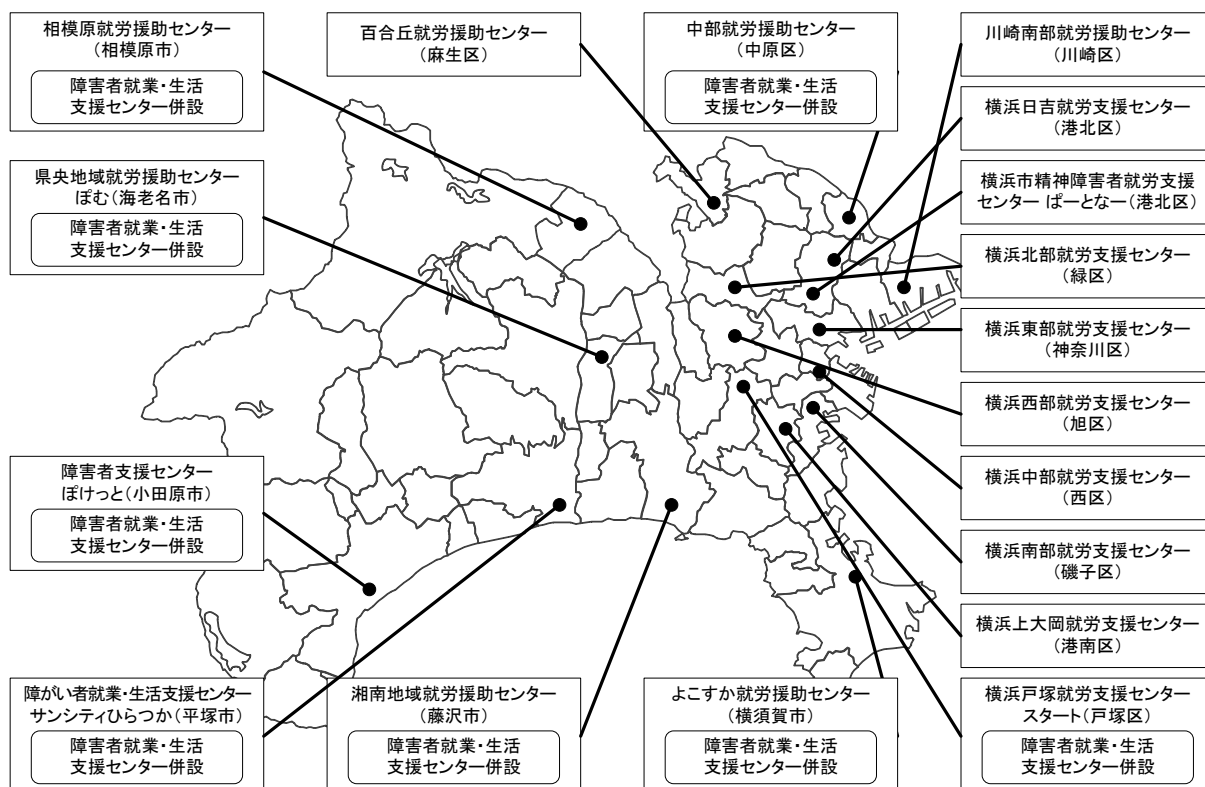 相模原就労援助センター
(相模原市)
障害者就業・生活
支援センター併設
百合丘就労援助センター
(麻生区)
中部就労援助センター
(中原区)
障害者就業・生活
支援センター併設
川崎南部就労援助センター
(川崎区)
横浜日吉就労支援センター
(港北区)
県央地域就労援助センター
ぽむ(海老名市)
障害者就業・生活
支援センター併設
横浜市精神障害者就労支援
センター ぱーとなー(港北区)
横浜北部就労支援センター
(緑区)
横浜東部就労支援センター
(神奈川区)
横浜西部就労支援センター
(旭区)
障害者支援センター
ぽけっと(小田原市)
障害者就業・生活
支援センター併設
横浜中部就労支援センター
(西区)
横浜南部就労支援センター
(磯子区)
横浜上大岡就労支援センター
(港南区)
障がい者就業・生活支援センター
サンシティひらつか(平塚市)
障害者就業・生活
支援センター併設
湘南地域就労援助センター
(藤沢市)
障害者就業・生活
支援センター併設
よこすか就労援助センター
(横須賀市)
障害者就業・生活
支援センター併設
横浜戸塚就労支援センター
スタート(戸塚区)
障害者就業・生活
支援センター併設